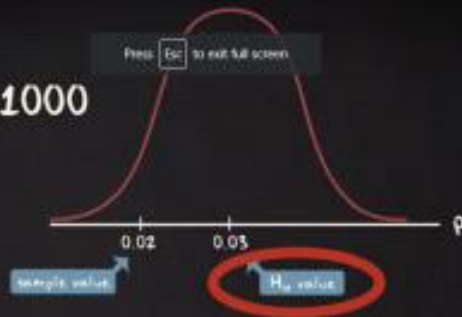 Press Esc to exit full screen
1000
0.02 0.03
sample value
H₀ value